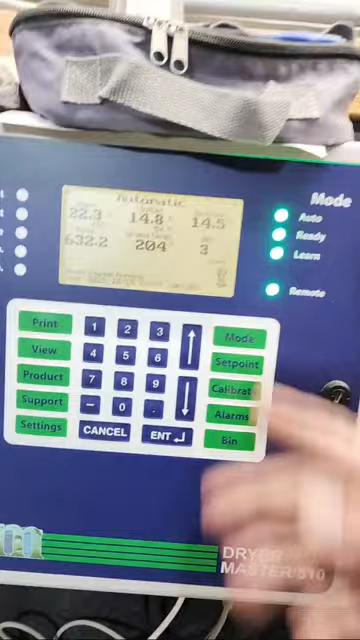 Mode
Automatic
22.3 14.8 14.5
632.2 204 3
Auto
Ready
Learn
Remote
Print 1 2 3 Mode
View 4 5 6 Setpoint
Product 7 8 9 Calibrat
Support - 0 . Alarms
Settings CANCEL ENT Bin
m
DRYER
MASTER 510